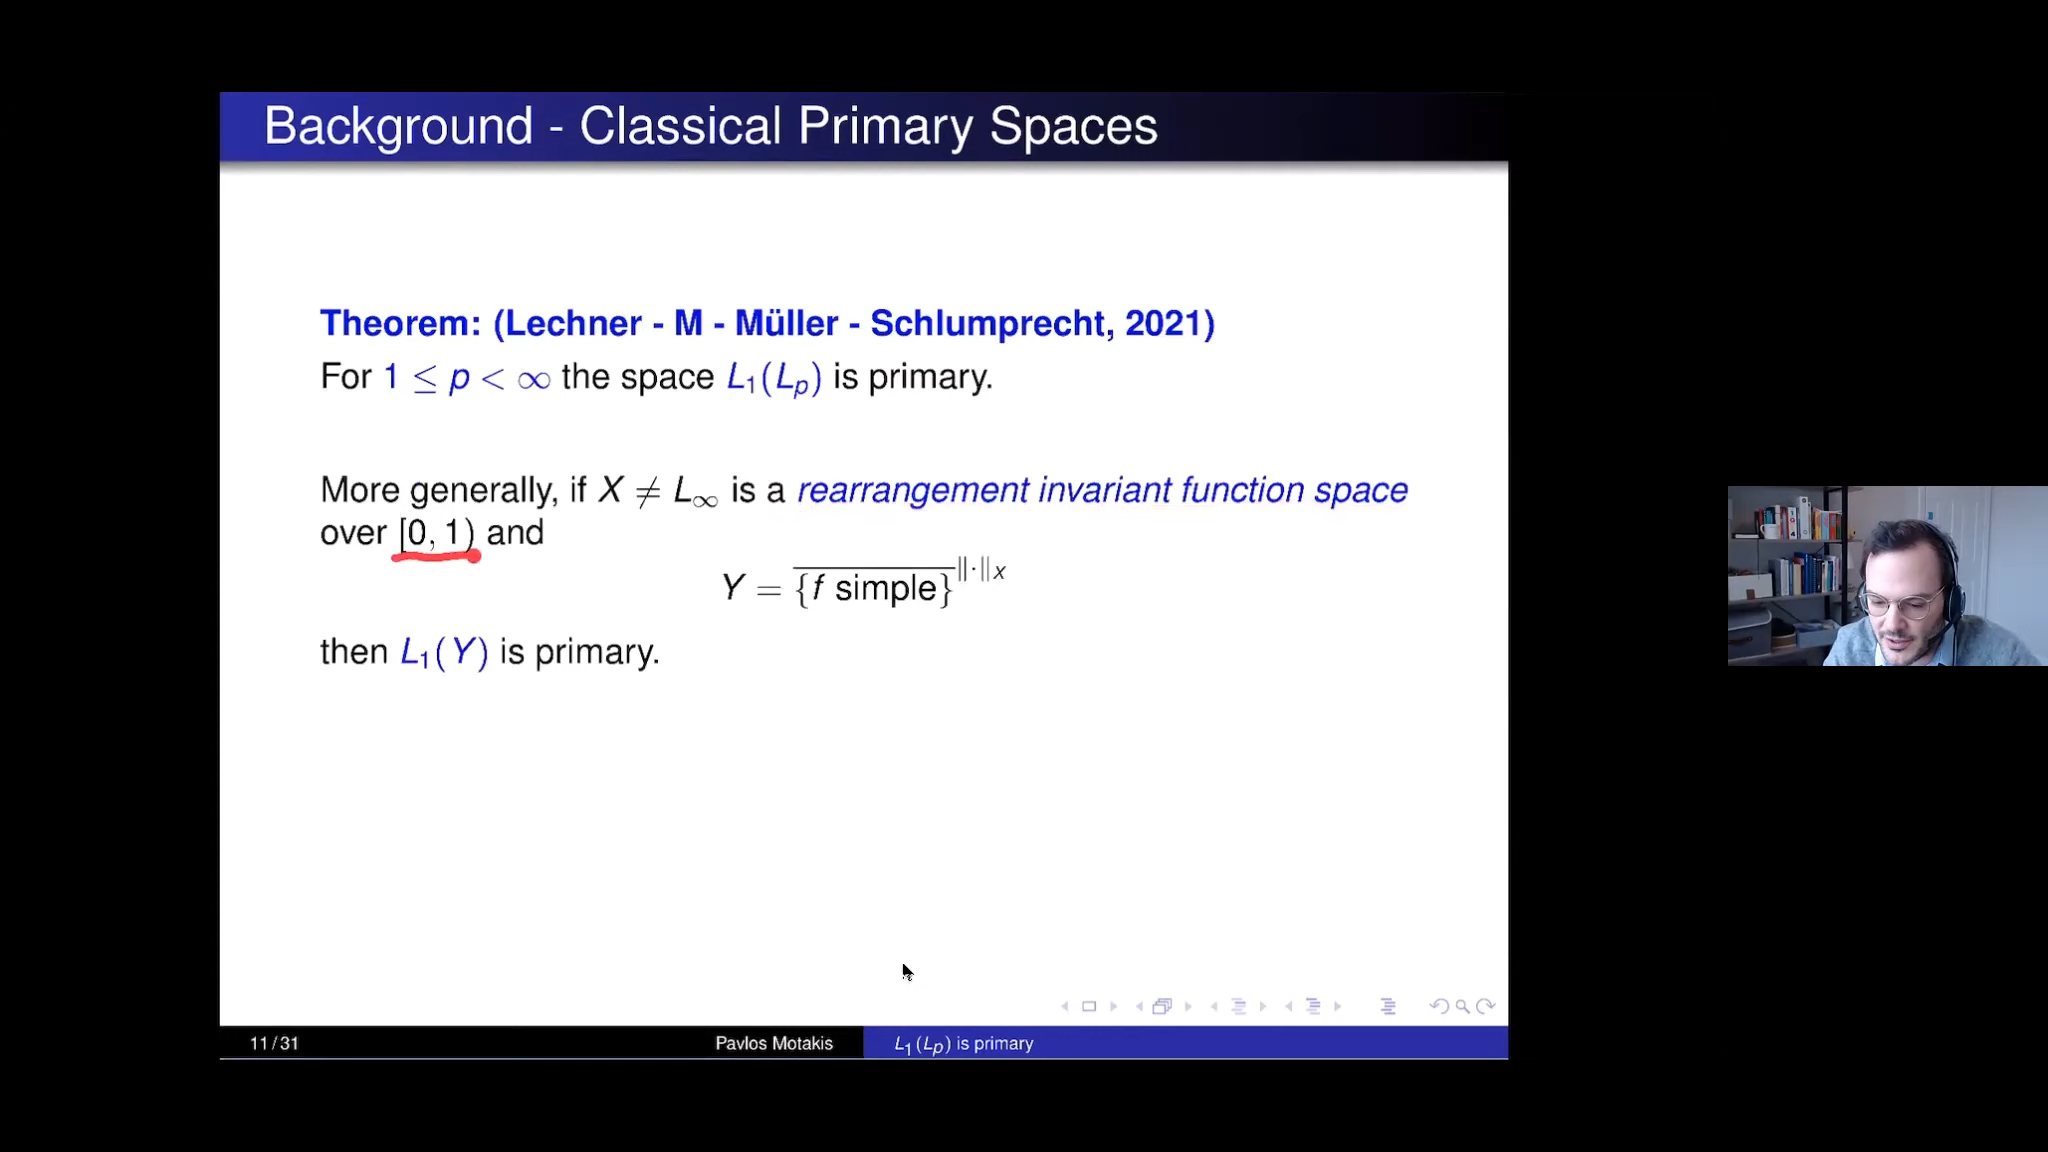 Background - Classical Primary Spaces
Theorem: (Lechner - M - Müller - Schlumprecht, 2021)
For 1 ≤ p < ∞ the space L₁(Lₚ) is primary.
More generally, if X ≠ L∞ is a rearrangement invariant function space
over [0, 1) and
Y = \overline{{f simple}}^{‖·‖_X}
then L₁(Y) is primary.
11 / 31
Pavlos Motakis
L₁(Lₚ) is primary